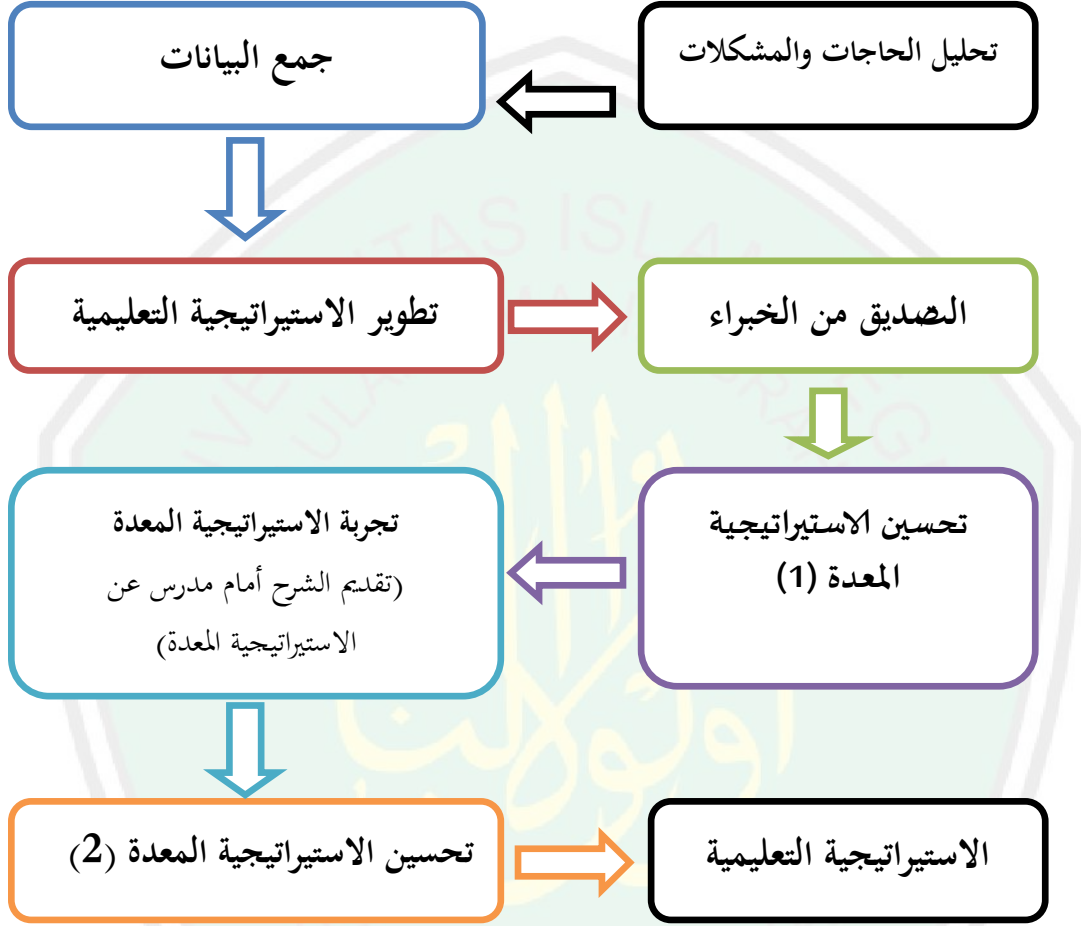 تحليل الحاجات والمشكلات
جمع البيانات
تطوير الاستيراتيجية التعليمية
التصديق من الخبراء
تحسين الاستيراتيجية
المعدة (1)
تجربة الاستيراتيجية المعدة
(تقديم الشرح أمام مدرس عن
الاستيراتيجية المعدة)
تحسين الاستيراتيجية المعدة (2)
الاستيراتيجية التعليمية